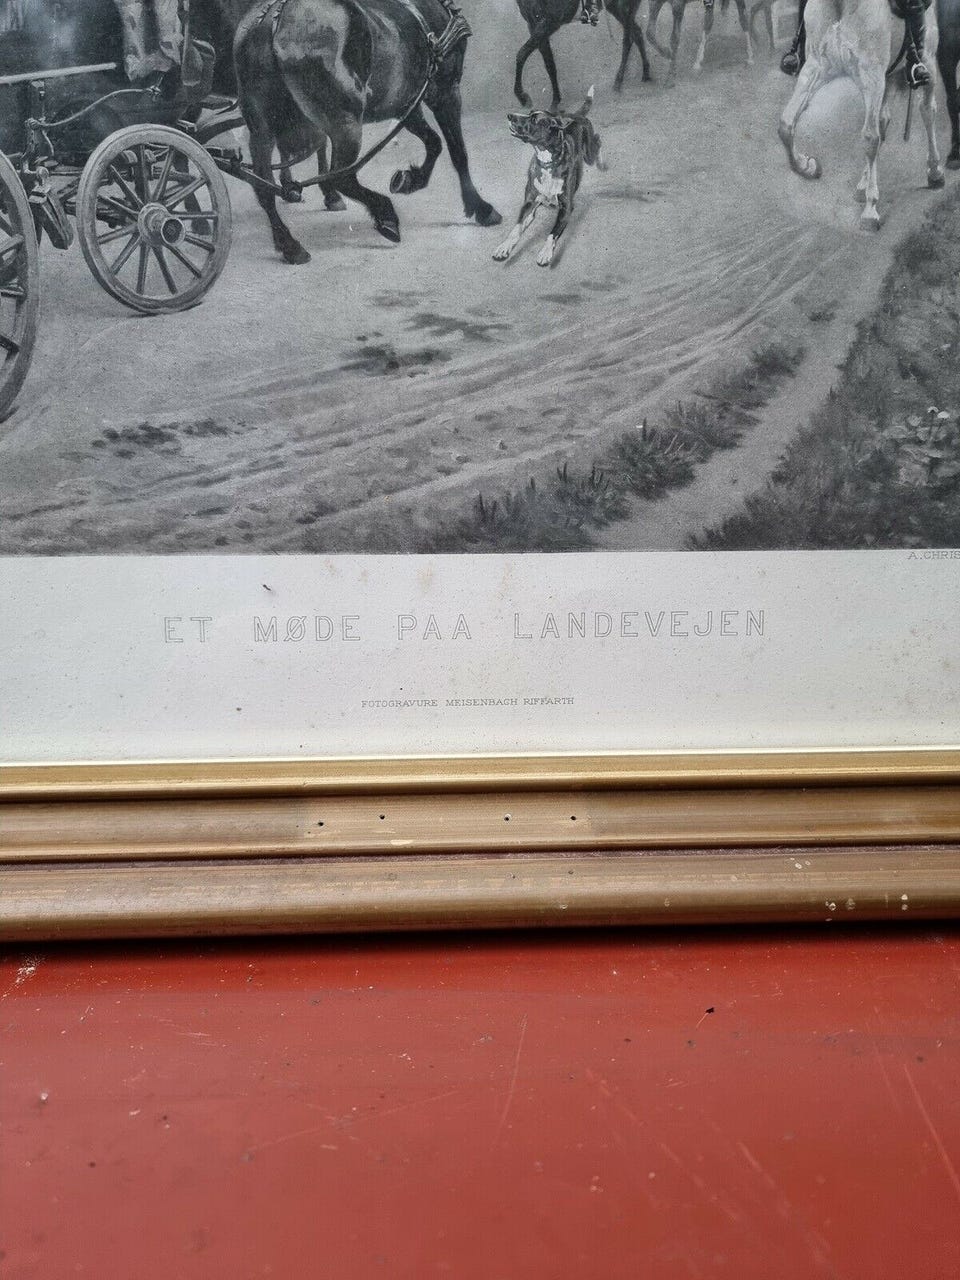 A. CHRIS
ET MØDE PAA LANDEVEJEN
FOTOGRAVURE MEISENBACH RIFFARTH